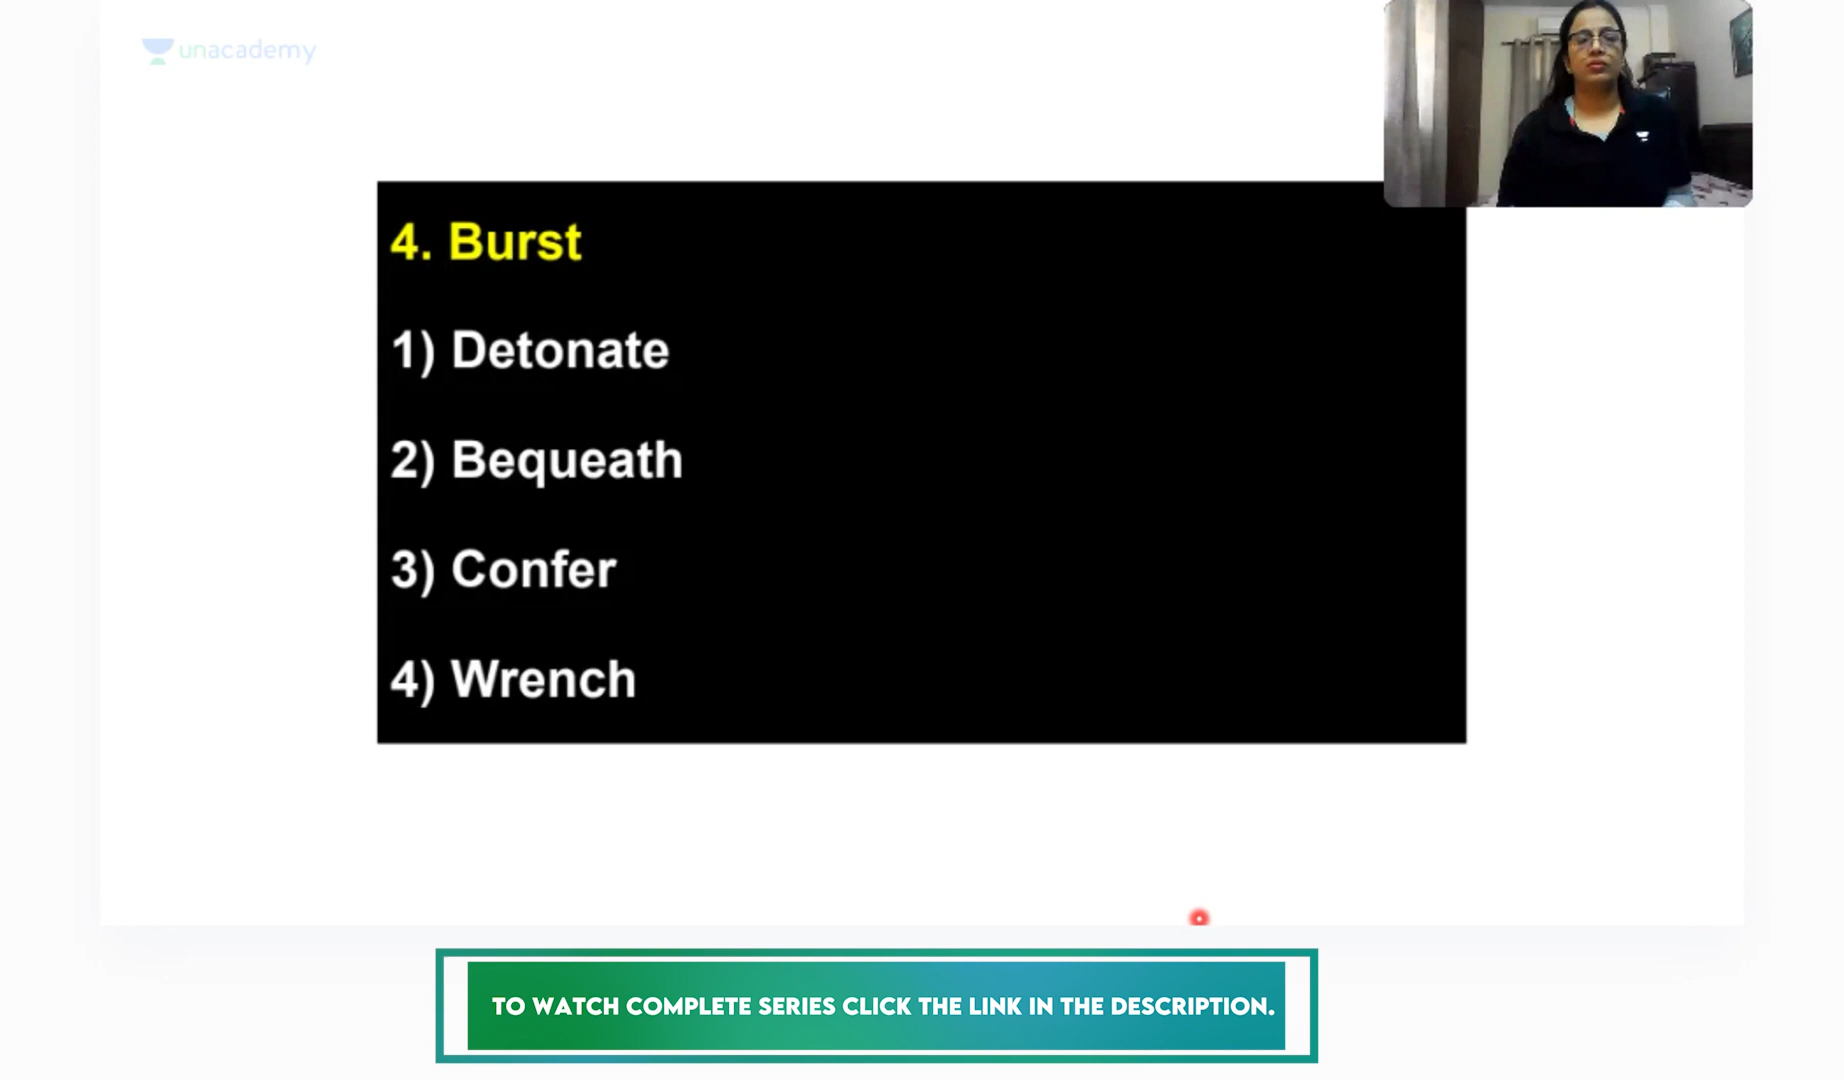 unacademy
4. Burst
1) Detonate
2) Bequeath
3) Confer
4) Wrench
TO WATCH COMPLETE SERIES CLICK THE LINK IN THE DESCRIPTION.